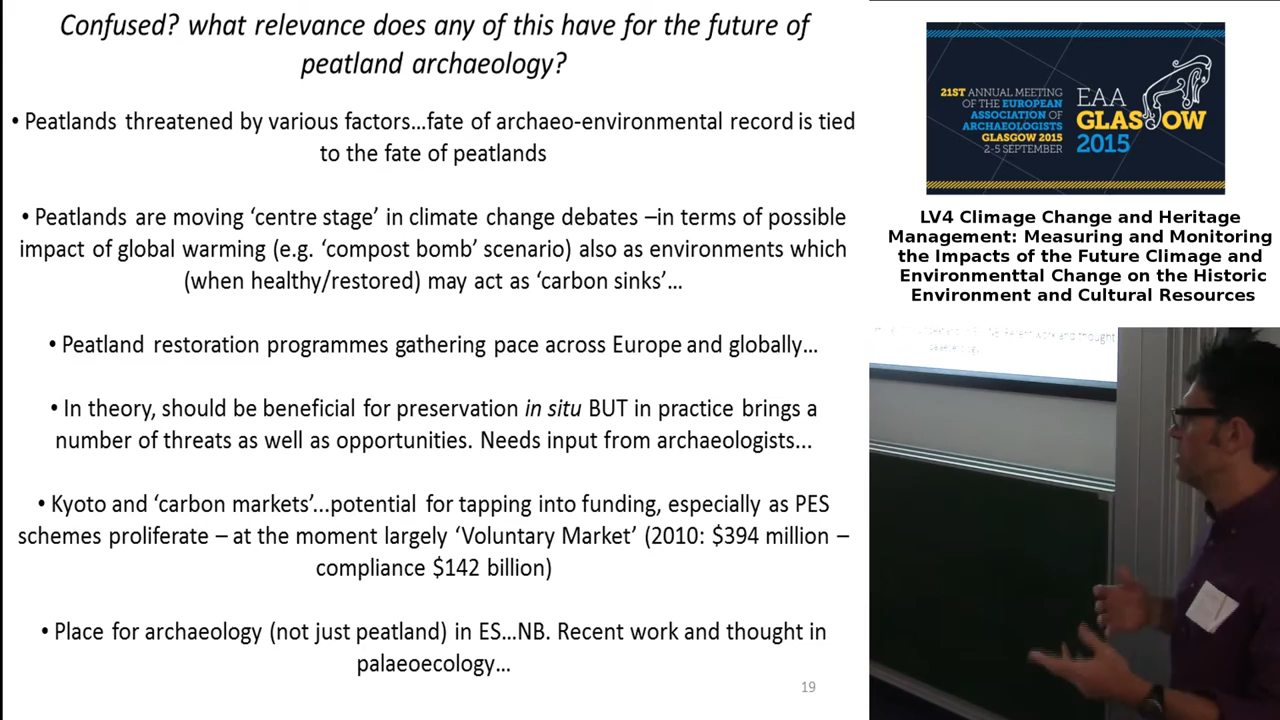 Confused? what relevance does any of this have for the future of
peatland archaeology?
• Peatlands threatened by various factors...fate of archaeo-environmental record is tied
to the fate of peatlands
• Peatlands are moving ‘centre stage’ in climate change debates –in terms of possible
impact of global warming (e.g. ‘compost bomb’ scenario) also as environments which
(when healthy/restored) may act as ‘carbon sinks’...
• Peatland restoration programmes gathering pace across Europe and globally...
• In theory, should be beneficial for preservation in situ BUT in practice brings a
number of threats as well as opportunities. Needs input from archaeologists...
• Kyoto and ‘carbon markets’...potential for tapping into funding, especially as PES
schemes proliferate – at the moment largely ‘Voluntary Market’ (2010: $394 million –
compliance $142 billion)
• Place for archaeology (not just peatland) in ES...NB. Recent work and thought in
palaeoecology...
19
21ST ANNUAL MEETING
OF THE EUROPEAN
ASSOCIATION OF
ARCHAEOLOGISTS
GLASGOW 2015
2-5 SEPTEMBER
EAA
GLASGOW
2015
LV4 Climage Change and Heritage
Management: Measuring and Monitoring
the Impacts of the Future Climage and
Environmenttal Change on the Historic
Environment and Cultural Resources
work and thought